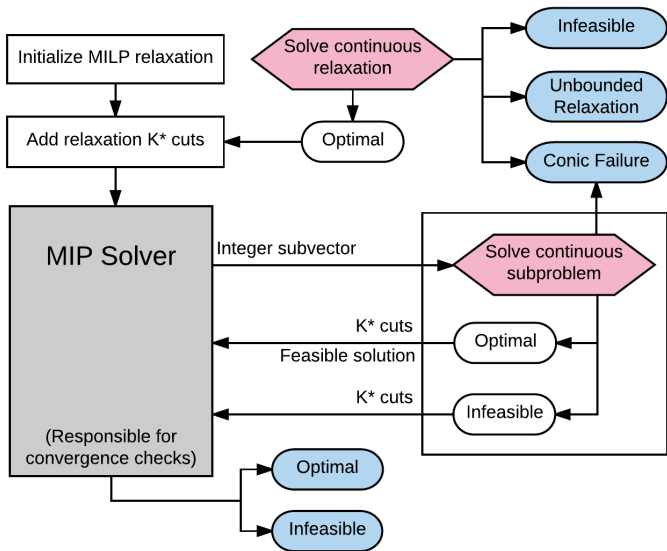 Initialize MILP relaxation
Solve continuous
relaxation
Infeasible
Unbounded
Relaxation
Add relaxation K* cuts
Optimal
Conic Failure
MIP Solver
Integer subvector
Solve continuous
subproblem
K* cuts
Feasible solution
Optimal
K* cuts
Infeasible
(Responsible for
convergence checks)
Optimal
Infeasible